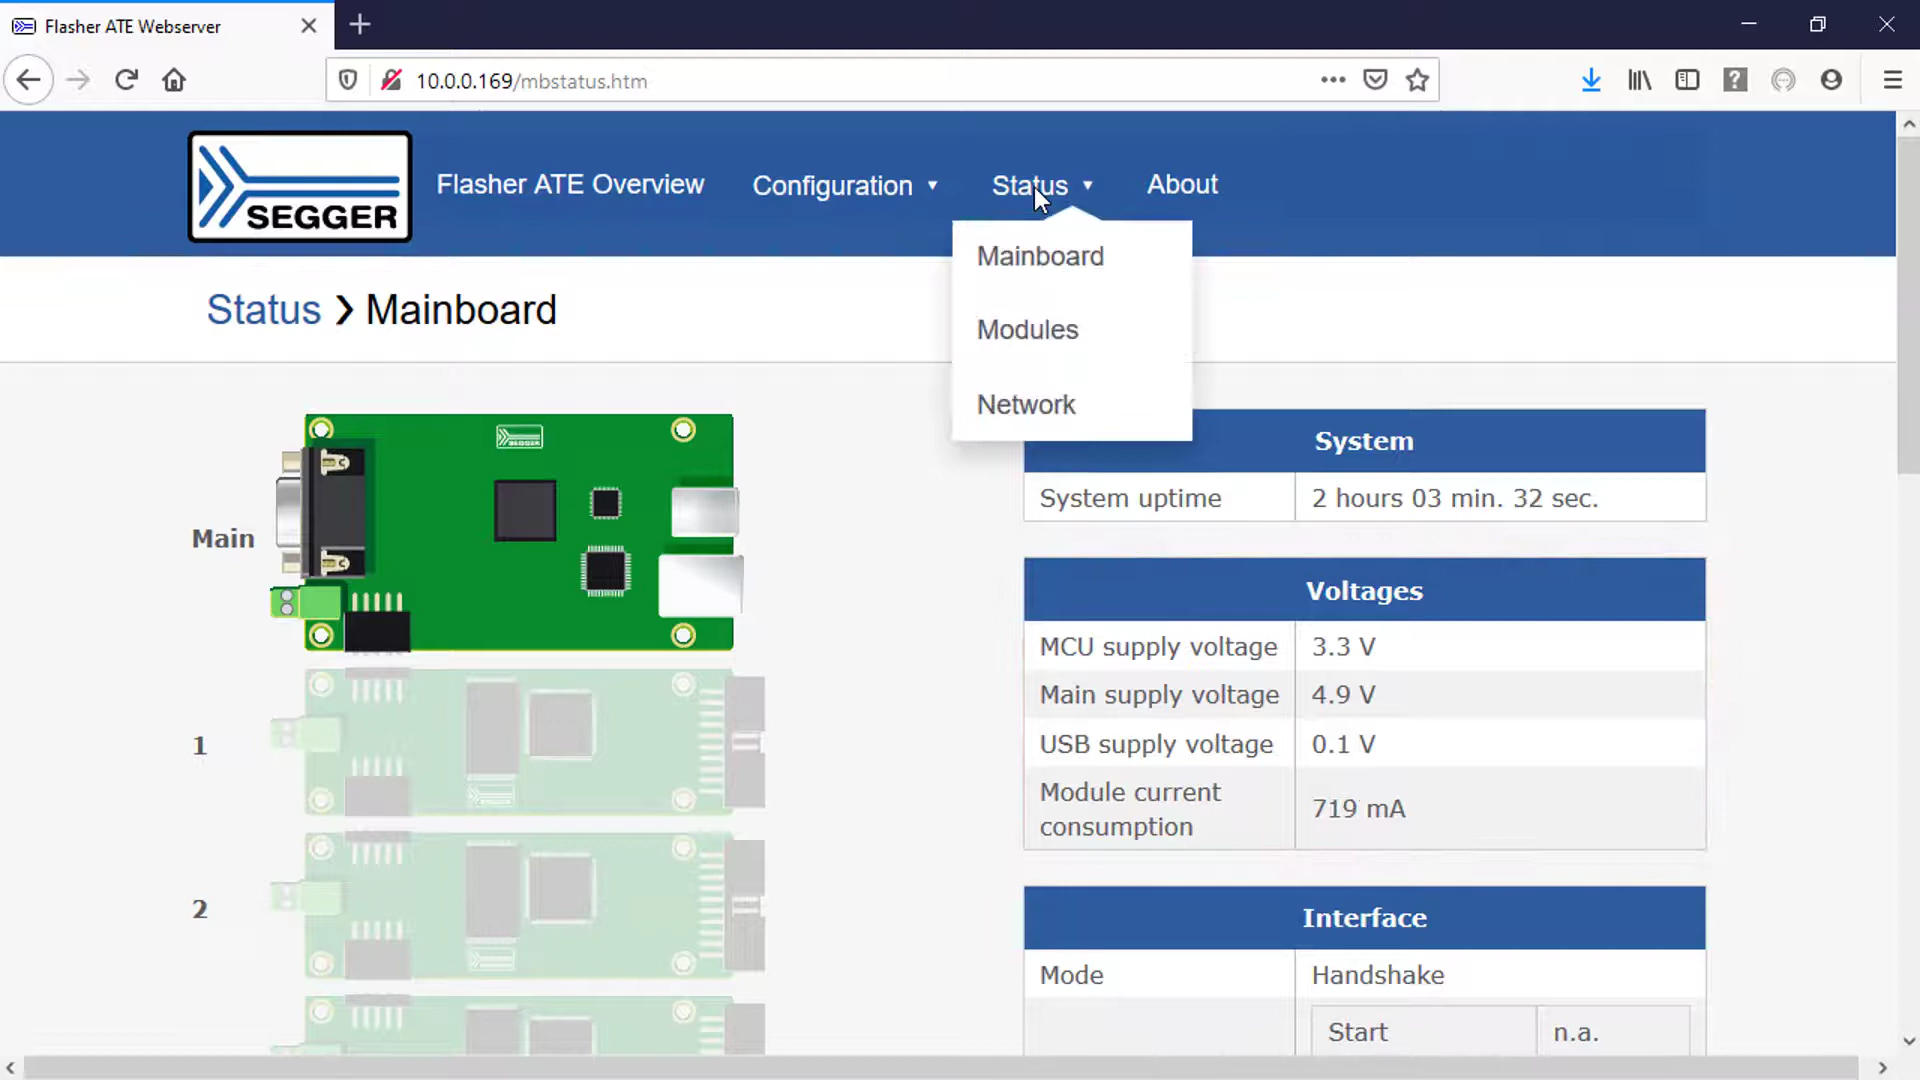 Flasher ATE Webserver
10.0.0.169/mbstatus.htm
SEGGER
Flasher ATE Overview
Configuration ▼
Status ▼
About
Mainboard
Modules
Network
Status ❯ Mainboard
SEGGER
Main
1
2
System
System uptime
2 hours 03 min. 32 sec.
Voltages
MCU supply voltage
3.3 V
Main supply voltage
4.9 V
USB supply voltage
0.1 V
Module current
consumption
719 mA
Interface
Mode
Handshake
Start
n.a.